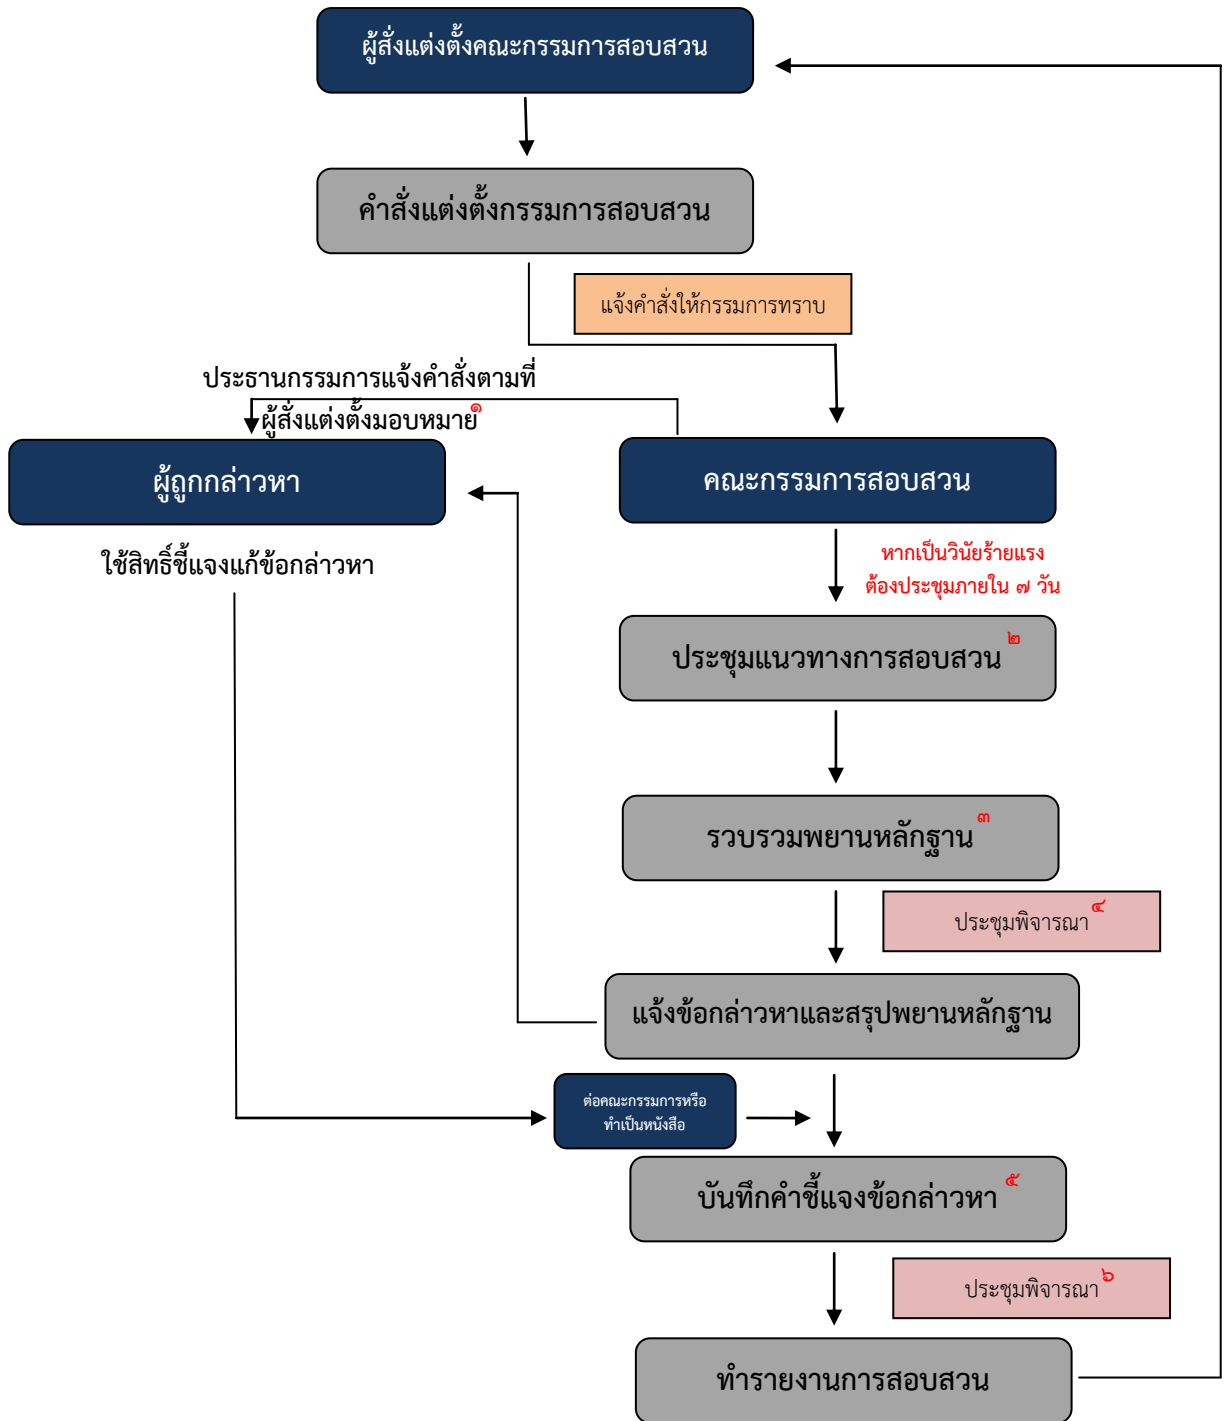 ผู้สั่งแต่งตั้งคณะกรรมการสอบสวน
คำสั่งแต่งตั้งกรรมการสอบสวน
แจ้งคำสั่งให้กรรมการทราบ
ประธานกรรมการแจ้งคำสั่งตามที่
ผู้สั่งแต่งตั้งมอบหมาย๑
ผู้ถูกกล่าวหา
คณะกรรมการสอบสวน
ใช้สิทธิ์ชี้แจงแก้ข้อกล่าวหา
หากเป็นวินัยร้ายแรง
ต้องประชุมภายใน ๗ วัน
ประชุมแนวทางการสอบสวน ๒
รวบรวมพยานหลักฐาน ๓
ประชุมพิจารณา ๔
แจ้งข้อกล่าวหาและสรุปพยานหลักฐาน
ต่อคณะกรรมการหรือ
ทำเป็นหนังสือ
บันทึกคำชี้แจงข้อกล่าวหา ๕
ประชุมพิจารณา ๖
ทำรายงานการสอบสวน